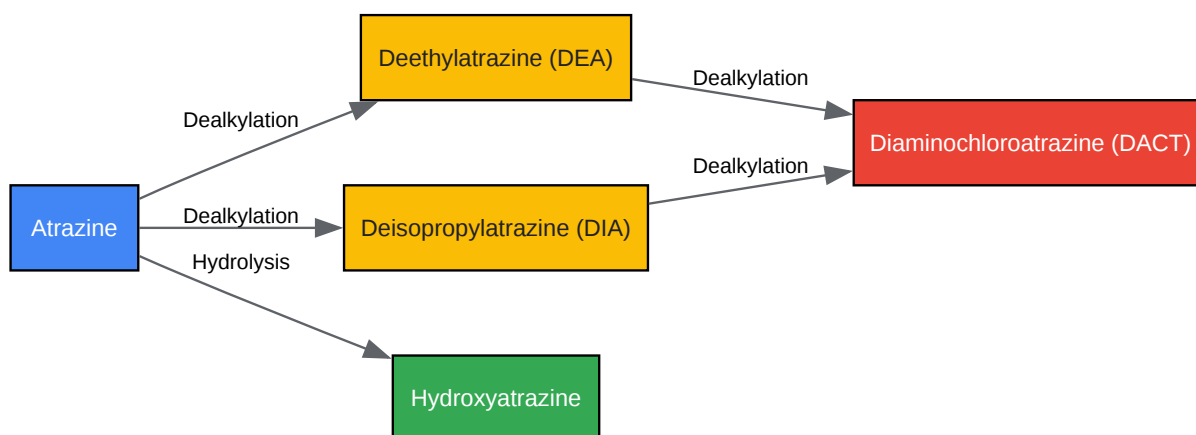 Deethylatrazine (DEA)
Dealkylation
Dealkylation
Diaminochloroatrazine (DACT)
Dealkylation
Atrazine
Dealkylation
Deisopropylatrazine (DIA)
Hydrolysis
Hydroxyatrazine